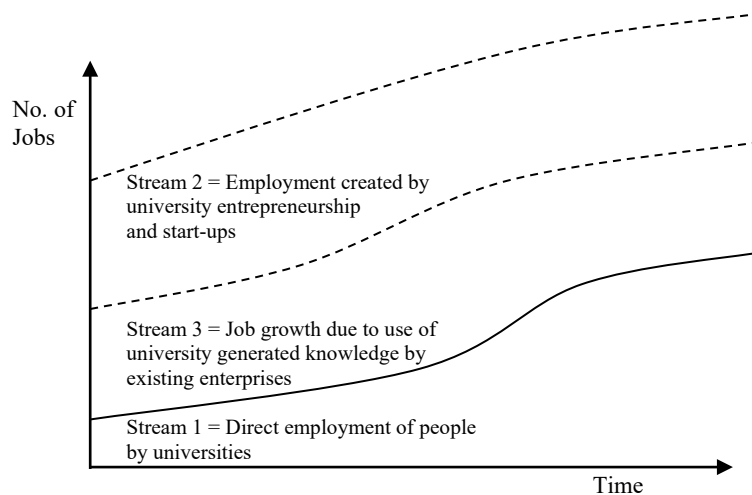 No. of
Jobs
Stream 2 = Employment created by
university entrepreneurship
and start-ups
Stream 3 = Job growth due to use of
university generated knowledge by
existing enterprises
Stream 1 = Direct employment of people
by universities
Time